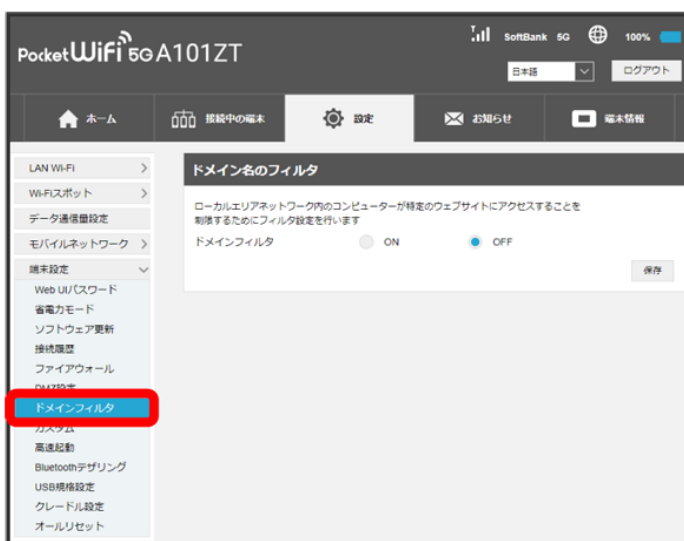 Pocket WiFi 5G A101ZT
SoftBank 5G 100%
日本語 ログアウト
ホーム 接続中の端末 設定 お知らせ 端末情報
LAN Wi-Fi
Wi-Fiスポット
データ通信量設定
モバイルネットワーク
端末設定
Web UIパスワード
省電力モード
ソフトウェア更新
接続履歴
ファイアウォール
DMZ設定
ドメインフィルタ
カスタム
高速起動
Bluetoothテザリング
USB規格設定
クレードル設定
オールリセット
ドメイン名のフィルタ
ローカルエリアネットワーク内のコンピューターが特定のウェブサイトにアクセスすることを
制限するためにフィルタ設定を行います
ドメインフィルタ ON OFF
保存